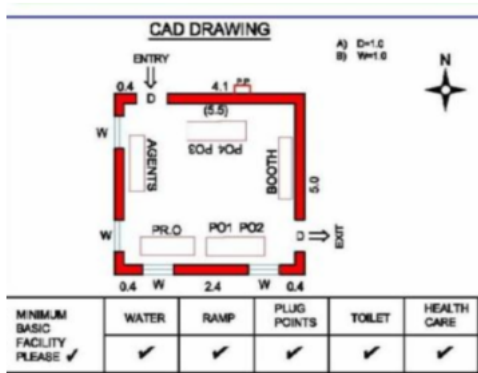 CAD DRAWING
A) D=1.0
B) W=1.0
ENTRY
N
0.4
D
4.1
(5.5)
W
AGENTS
PO4 PO3
BOOTH
5.0
W
PR.O
PO1 PO2
D
EXIT
0.4
W
2.4
W
0.4
MINIMUM BASIC FACILITY PLEASE ✓
WATER
RAMP
PLUG POINTS
TOILET
HEALTH CARE
✓
✓
✓
✓
✓